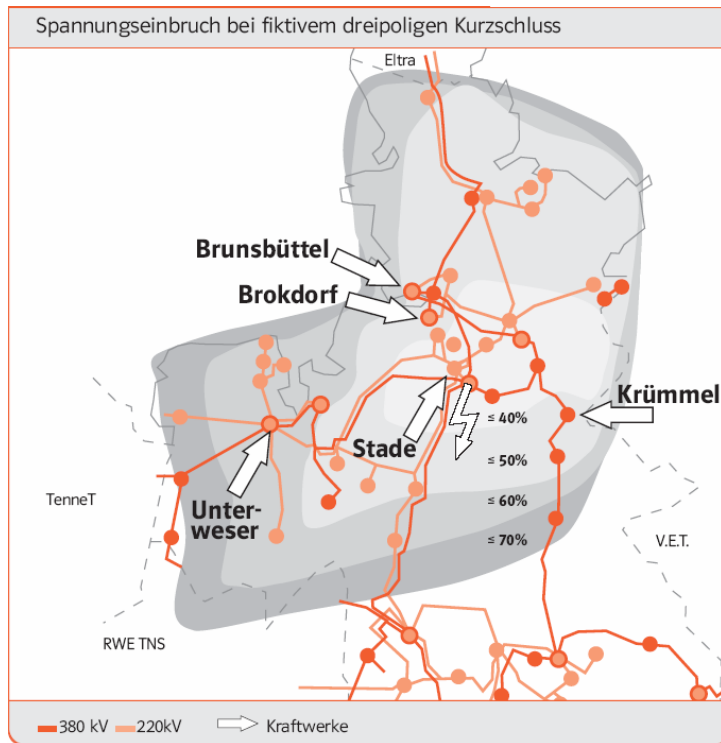 Spannungseinbruch bei fiktivem dreipoligen Kurzschluss
Eltra
Brunsbüttel
Brokdorf
Krümmel
≤ 40%
Stade
≤ 50%
TenneT
Unter-
weser
≤ 60%
≤ 70%
V.E.T.
RWE TNS
380 kV
220kV
Kraftwerke